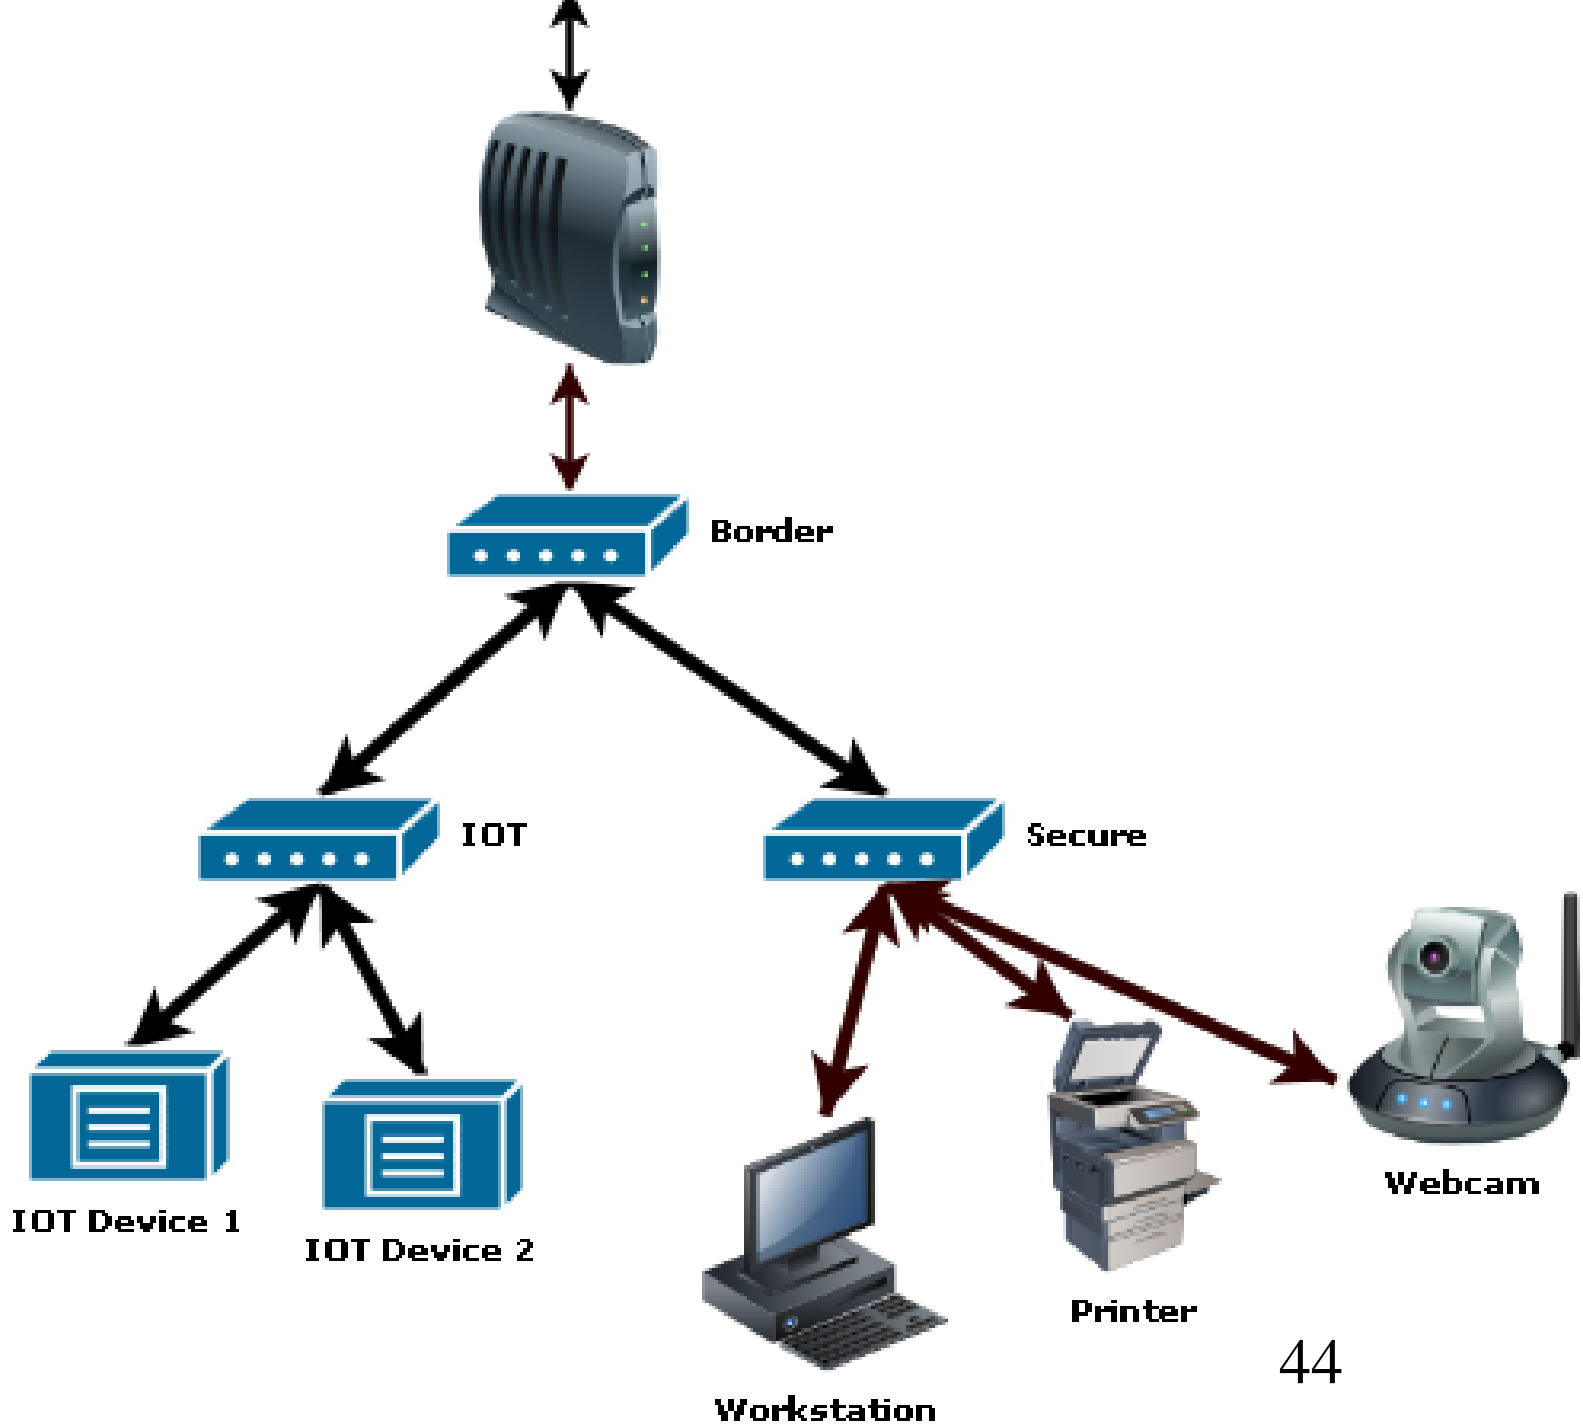 Border
IOT
Secure
IOT Device 1
IOT Device 2
Webcam
Printer
44
Workstation